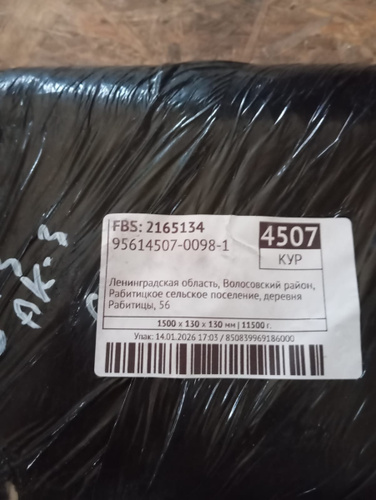 FBS: 2165134
95614507-0098-1
4507
КУР
Ленинградская область, Волосовский район,
Рабитицкое сельское поселение, деревня
Рабитицы, 56
1500 x 130 x 130 мм | 11500 г.
Упак: 14.01.2026 17:03 / 850839969186000